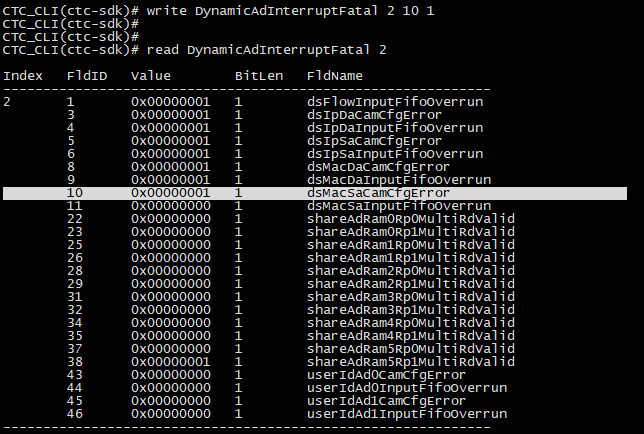 CTC_CLI(ctc-sdk)# write DynamicAdInterruptFatal 2 10 1
CTC_CLI(ctc-sdk)#
CTC_CLI(ctc-sdk)#
CTC_CLI(ctc-sdk)# read DynamicAdInterruptFatal 2
Index FldID Value BitLen FldName
-------------------------------------------------------------
2 1 0x00000001 1 dsFlowInputFifoOverrun
3 0x00000001 1 dsIpDaCamCfgError
4 0x00000001 1 dsIpDaInputFifoOverrun
5 0x00000001 1 dsIpSaCamCfgError
6 0x00000001 1 dsIpSaInputFifoOverrun
8 0x00000001 1 dsMacDaCamCfgError
9 0x00000001 1 dsMacDaInputFifoOverrun
10 0x00000001 1 dsMacSaCamCfgError
11 0x00000000 1 dsMacSaInputFifoOverrun
22 0x00000000 1 shareAdRam0Rp0MultiRdValid
23 0x00000000 1 shareAdRam0Rp1MultiRdValid
25 0x00000000 1 shareAdRam1Rp0MultiRdValid
26 0x00000000 1 shareAdRam1Rp1MultiRdValid
28 0x00000000 1 shareAdRam2Rp0MultiRdValid
29 0x00000000 1 shareAdRam2Rp1MultiRdValid
31 0x00000000 1 shareAdRam3Rp0MultiRdValid
32 0x00000000 1 shareAdRam3Rp1MultiRdValid
34 0x00000000 1 shareAdRam4Rp0MultiRdValid
35 0x00000000 1 shareAdRam4Rp1MultiRdValid
37 0x00000000 1 shareAdRam5Rp0MultiRdValid
38 0x00000001 1 shareAdRam5Rp1MultiRdValid
43 0x00000000 1 userIdAd0CamCfgError
44 0x00000000 1 userIdAd0InputFifoOverrun
45 0x00000000 1 userIdAd1CamCfgError
46 0x00000000 1 userIdAd1InputFifoOverrun
-------------------------------------------------------------